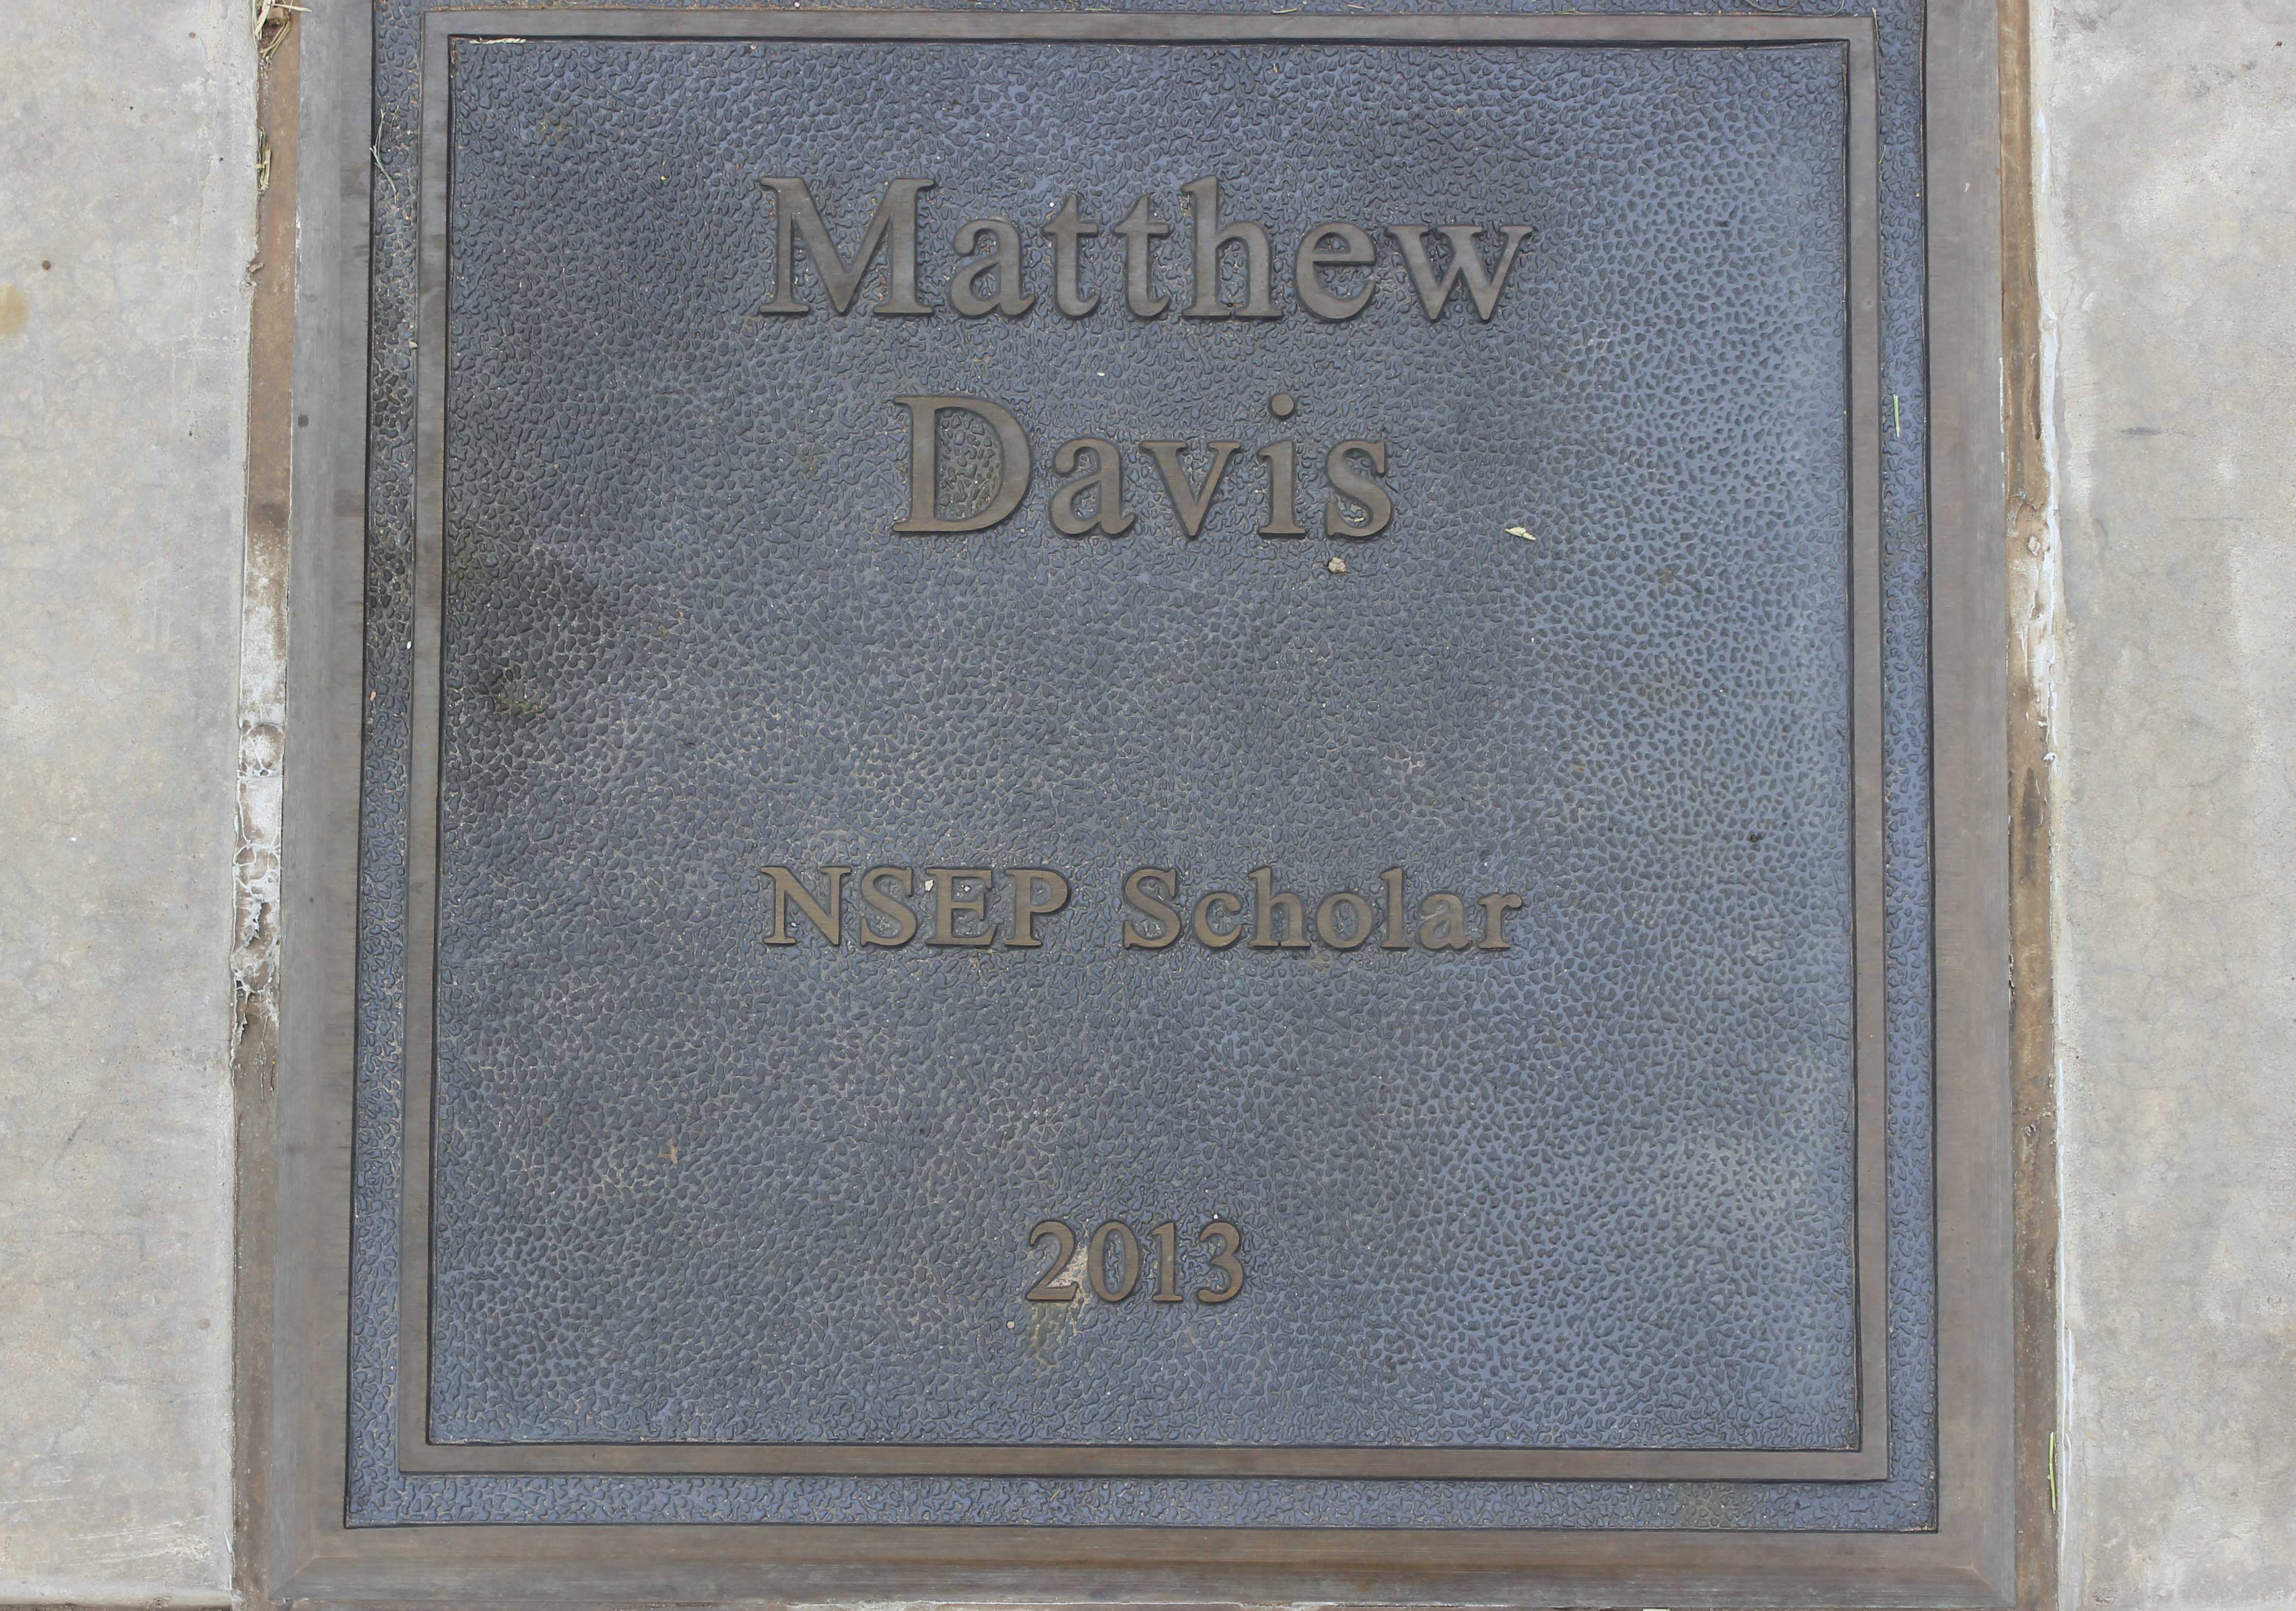 Matthew
Davis
NSEP Scholar
2013